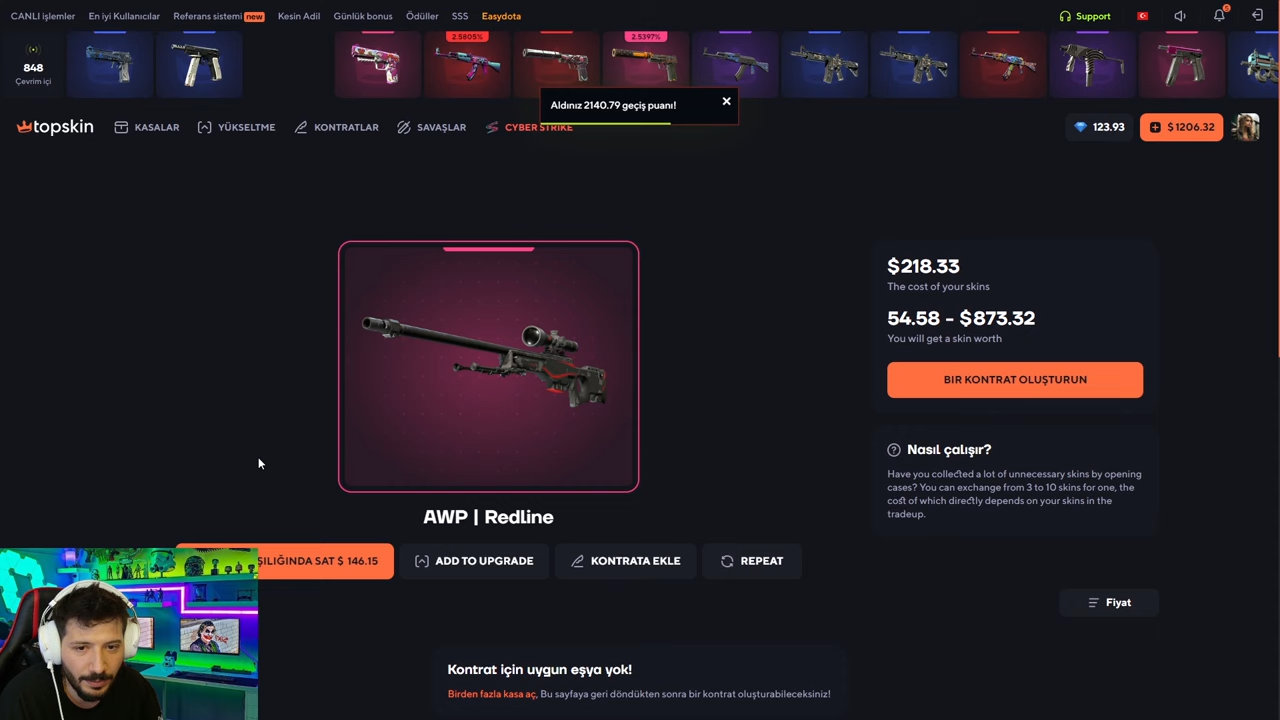 CANLI işlemler En iyi Kullanıcılar Referans sistemi new Kesin Adil Günlük bonus Ödüller SSS Easydota Support 5
848
Çevrim içi
2.5805% 2.5397%
Aldınız 2140.79 geçiş puanı!
topskin KASALAR YÜKSELTME KONTRATLAR SAVAŞLAR CYBER STRIKE 123.93 $ 1206.32
$218.33
The cost of your skins
54.58 - $873.32
You will get a skin worth
BIR KONTRAT OLUŞTURUN
Nasıl çalışır?
Have you collected a lot of unnecessary skins by opening
cases? You can exchange from 3 to 10 skins for one, the
cost of which directly depends on your skins in the
tradeup.
AWP | Redline
ŞILIĞINDA SAT $ 146.15 ADD TO UPGRADE KONTRATA EKLE REPEAT
Fiyat
Kontrat için uygun eşya yok!
Birden fazla kasa aç, Bu sayfaya geri döndükten sonra bir kontrat oluşturabileceksiniz!